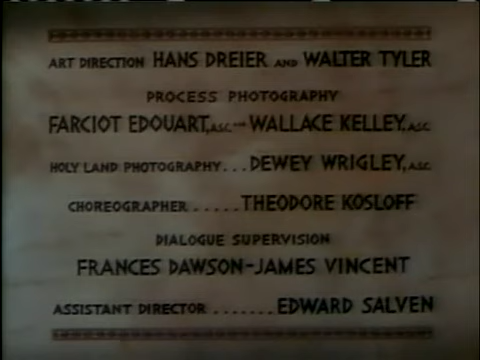 ART DIRECTION HANS DREIER AND WALTER TYLER
PROCESS PHOTOGRAPHY
FARCIOT EDOUART, A.S.C. - WALLACE KELLEY, A.S.C.
HOLY LAND PHOTOGRAPHY... DEWEY WRIGLEY, A.S.C.
CHOREOGRAPHER ..... THEODORE KOSLOFF
DIALOGUE SUPERVISION
FRANCES DAWSON-JAMES VINCENT
ASSISTANT DIRECTOR ....... EDWARD SALVEN